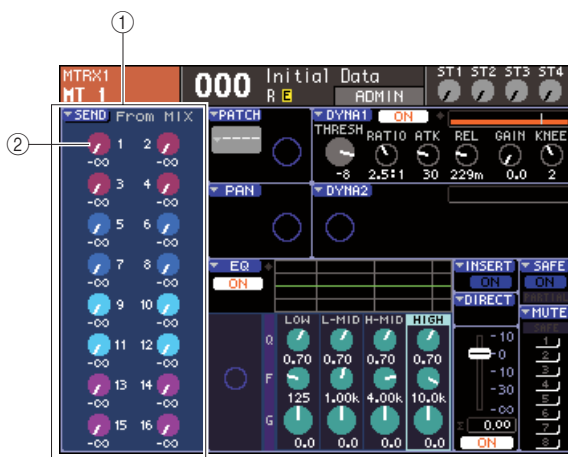 ①
②
MTRX1
MT 1
000 Initial Data
R E ADMIN
ST1 ST2 ST3 ST4
SEND From MIX
1 2
-∞ -∞
3 4
-∞ -∞
5 6
-∞ -∞
7 8
-∞ -∞
9 10
-∞ -∞
11 12
-∞ -∞
13 14
-∞ -∞
15 16
-∞ -∞
PATCH
-----
DYNA1 ON
THRESH RATIO ATK REL GAIN KNEE
-8 2.5:1 30 229m 0.0 2
PAN
DYNA2
EQ
ON
LOW L-MID H-MID HIGH
Q
0.70 0.70 0.70 0.70
F
125 1.00k 4.00k 10.0k
G
0.0 0.0 0.0 0.0
INSERT
ON
DIRECT
10
0
-10
-30
-∞
Σ 0.00
ON
SAFE
ON
PARTIAL
MUTE
SAFE
1
2
3
4
5
6
7
8